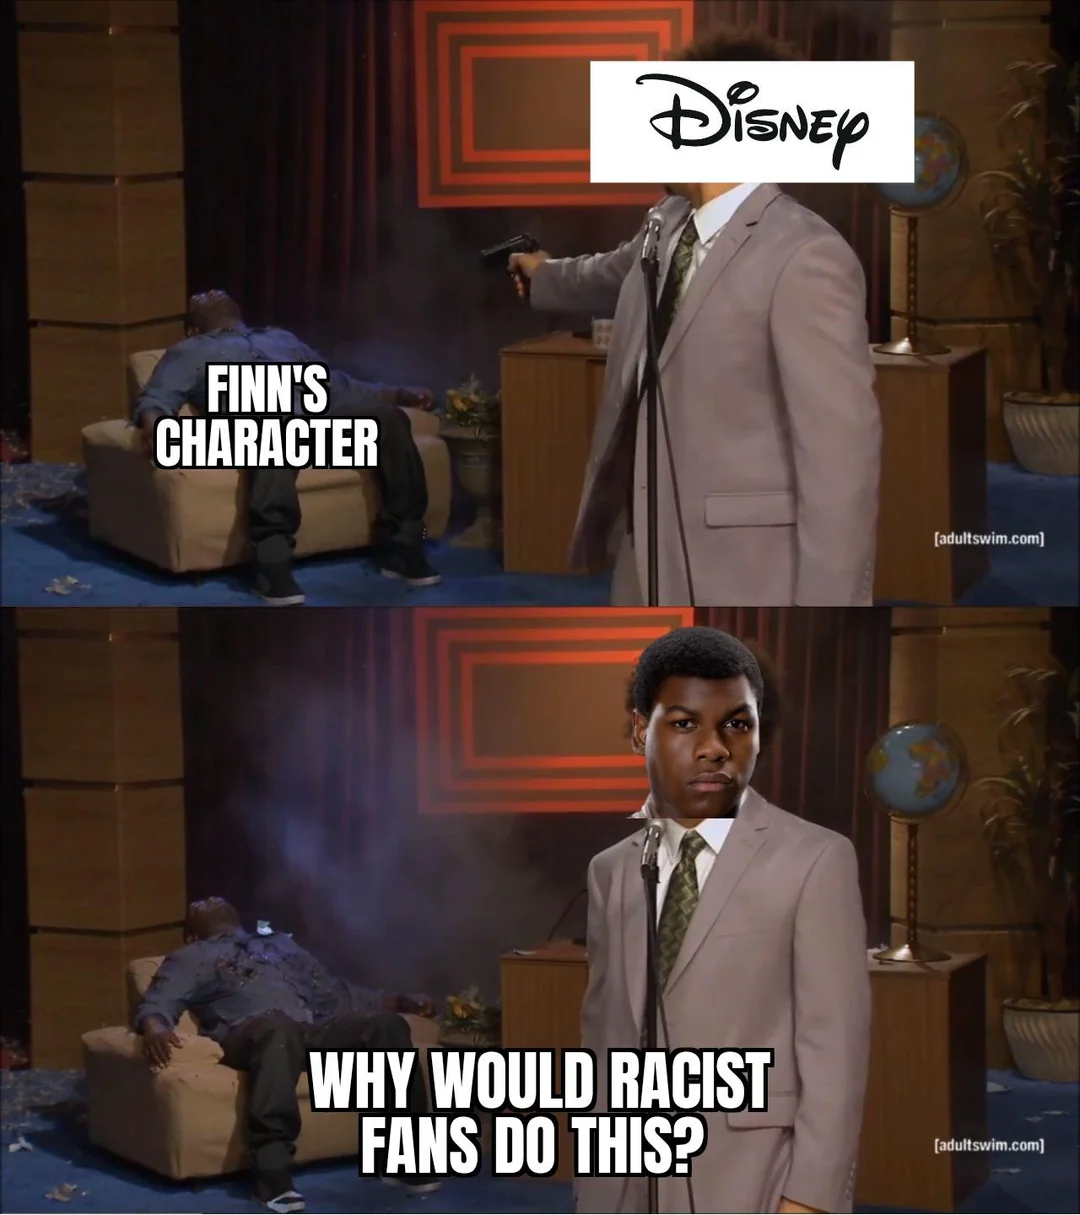 Disney
FINN'S
CHARACTER
[adultswim.com]
WHY WOULD RACIST
FANS DO THIS?
[adultswim.com]